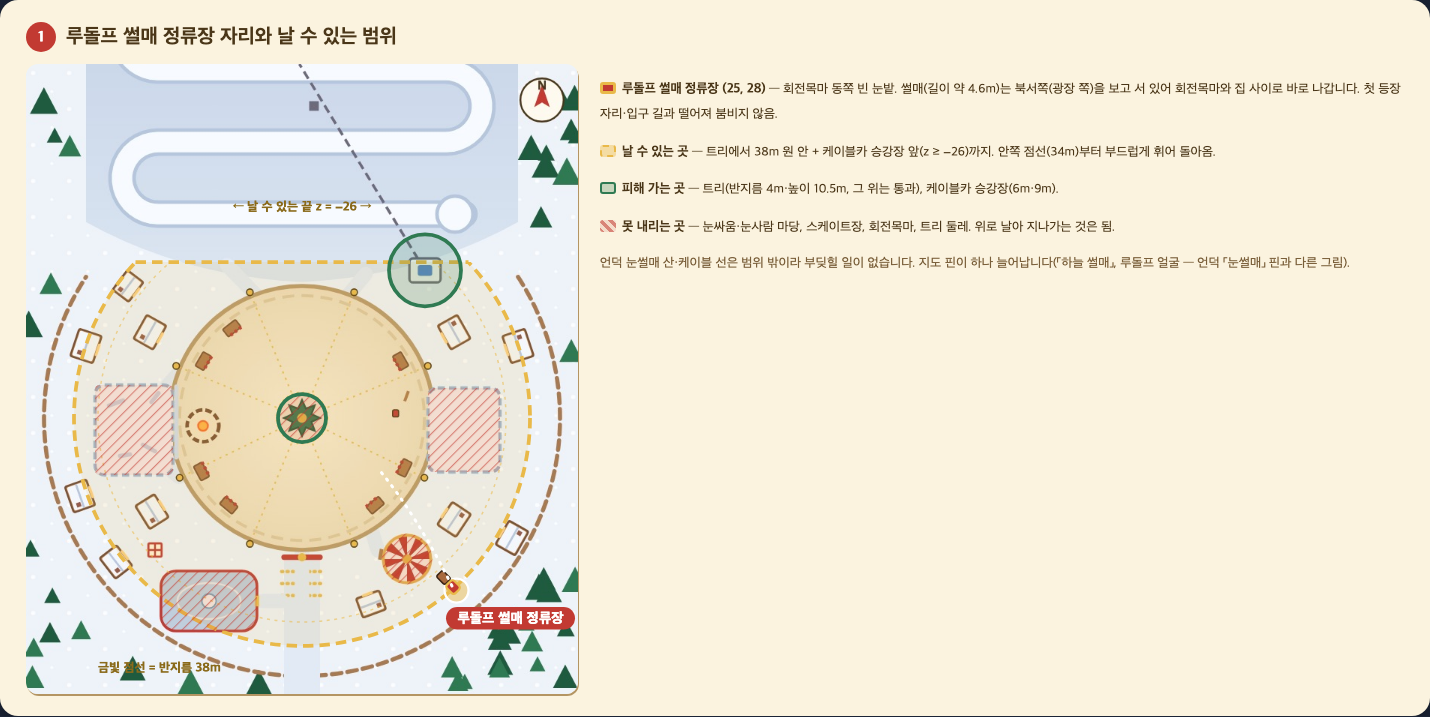 1 루돌프 썰매 정류장 자리와 날 수 있는 범위
N
← 날 수 있는 끝 z = −26 →
루돌프 썰매 정류장
금빛 점선 = 반지름 38m
루돌프 썰매 정류장 (25, 28) — 회전목마 동쪽 빈 눈밭. 썰매(길이 약 4.6m)는 북서쪽(광장 쪽)을 보고 서 있어 회전목마와 집 사이로 바로 나갑니다. 첫 등장
자리·입구 길과 떨어져 붐비지 않음.
날 수 있는 곳 — 트리에서 38m 원 안 + 케이블카 승강장 앞(z ≥ −26)까지. 안쪽 점선(34m)부터 부드럽게 휘어 돌아옴.
피해 가는 곳 — 트리(반지름 4m·높이 10.5m, 그 위는 통과), 케이블카 승강장(6m·9m).
못 내리는 곳 — 눈싸움·눈사람 마당, 스케이트장, 회전목마, 트리 둘레. 위로 날아 지나가는 것은 됨.
언덕 눈썰매 산·케이블 선은 범위 밖이라 부딪힐 일이 없습니다. 지도 핀이 하나 늘어납니다(「하늘 썰매」, 루돌프 얼굴 — 언덕 「눈썰매」 핀과 다른 그림).